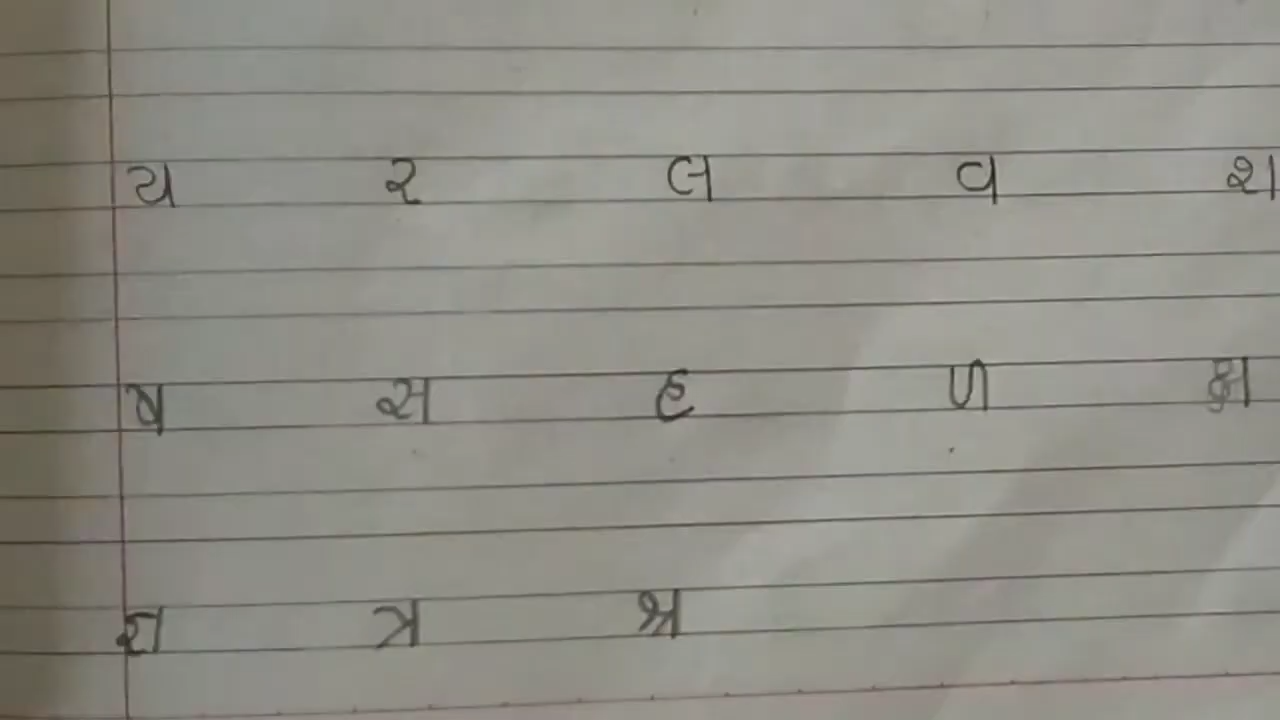 ય ર લ વ શ
ષ સ હ ળ ક્ષ
જ્ઞ ત્ર શ્ર